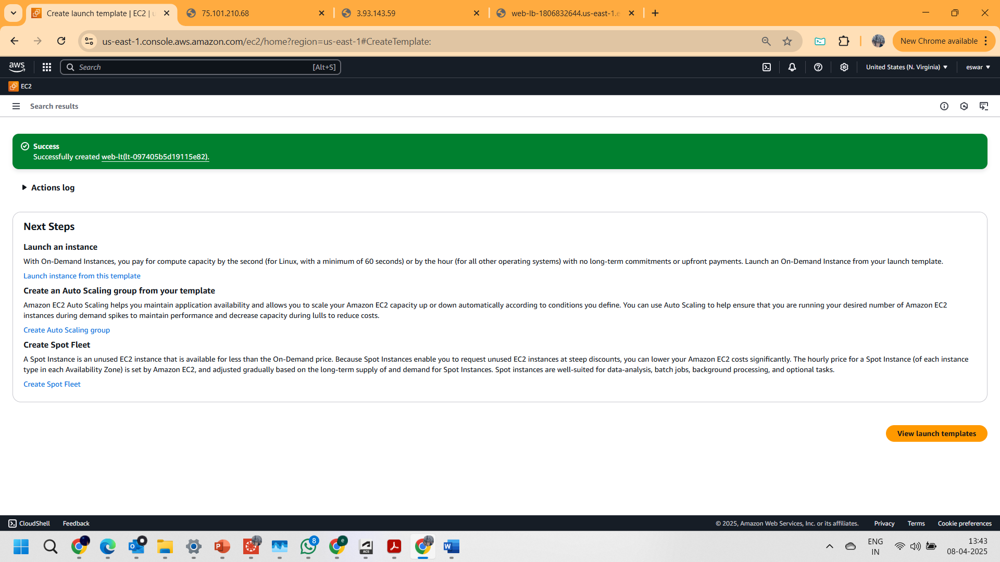 Create launch template | EC2 | u
75.101.210.68
3.93.143.59
web-lb-1806832644.us-east-1.e
us-east-1.console.aws.amazon.com/ec2/home?region=us-east-1#CreateTemplate:
New Chrome available
aws
Search
[Alt+S]
United States (N. Virginia)
eswar
EC2
Search results
Success
Successfully created web-lt(lt-097405b5d19115e82).
Actions log
Next Steps
Launch an instance
With On-Demand Instances, you pay for compute capacity by the second (for Linux, with a minimum of 60 seconds) or by the hour (for all other operating systems) with no long-term commitments or upfront payments. Launch an On-Demand Instance from your launch template.
Launch instance from this template
Create an Auto Scaling group from your template
Amazon EC2 Auto Scaling helps you maintain application availability and allows you to scale your Amazon EC2 capacity up or down automatically according to conditions you define. You can use Auto Scaling to help ensure that you are running your desired number of Amazon EC2
instances during demand spikes to maintain performance and decrease capacity during lulls to reduce costs.
Create Auto Scaling group
Create Spot Fleet
A Spot Instance is an unused EC2 instance that is available for less than the On-Demand price. Because Spot Instances enable you to request unused EC2 instances at steep discounts, you can lower your Amazon EC2 costs significantly. The hourly price for a Spot Instance (of each instance
type in each Availability Zone) is set by Amazon EC2, and adjusted gradually based on the long-term supply of and demand for Spot Instances. Spot instances are well-suited for data-analysis, batch jobs, background processing, and optional tasks.
Create Spot Fleet
View launch templates
CloudShell
Feedback
© 2025, Amazon Web Services, Inc. or its affiliates.
Privacy
Terms
Cookie preferences
8
e
ACS
ENG
IN
13:43
08-04-2025